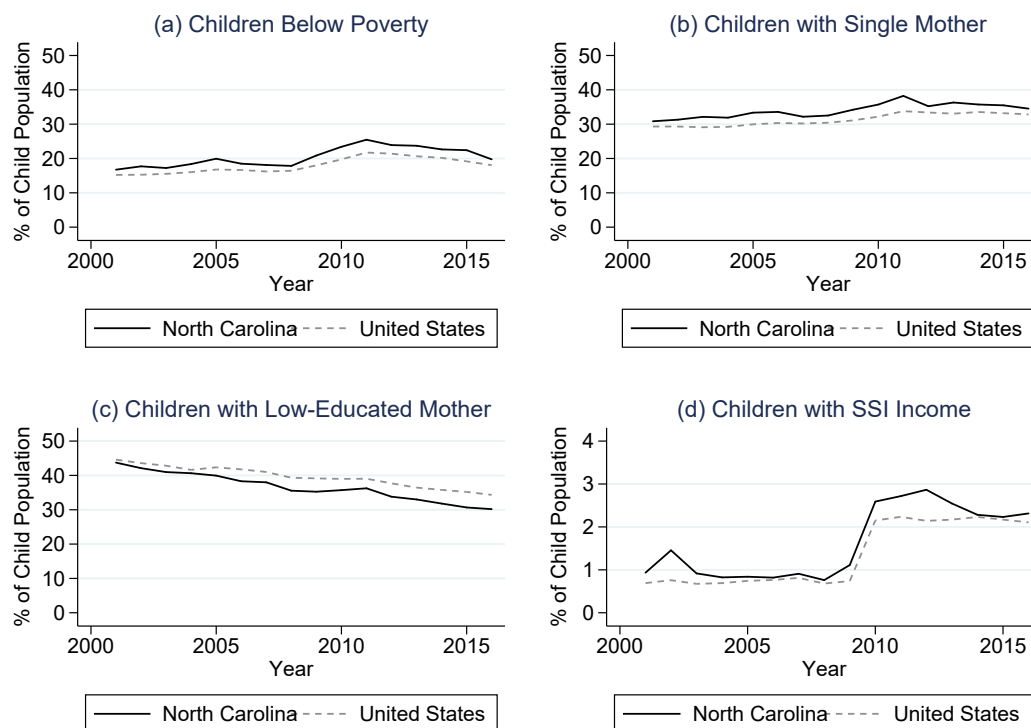 (a) Children Below Poverty
% of Child Population
50
40
30
20
10
0
2000 2005 2010 2015
Year
North Carolina United States
(b) Children with Single Mother
% of Child Population
50
40
30
20
10
0
2000 2005 2010 2015
Year
North Carolina United States
(c) Children with Low-Educated Mother
% of Child Population
50
40
30
20
10
0
2000 2005 2010 2015
Year
North Carolina United States
(d) Children with SSI Income
% of Child Population
4
3
2
1
0
2000 2005 2010 2015
Year
North Carolina United States